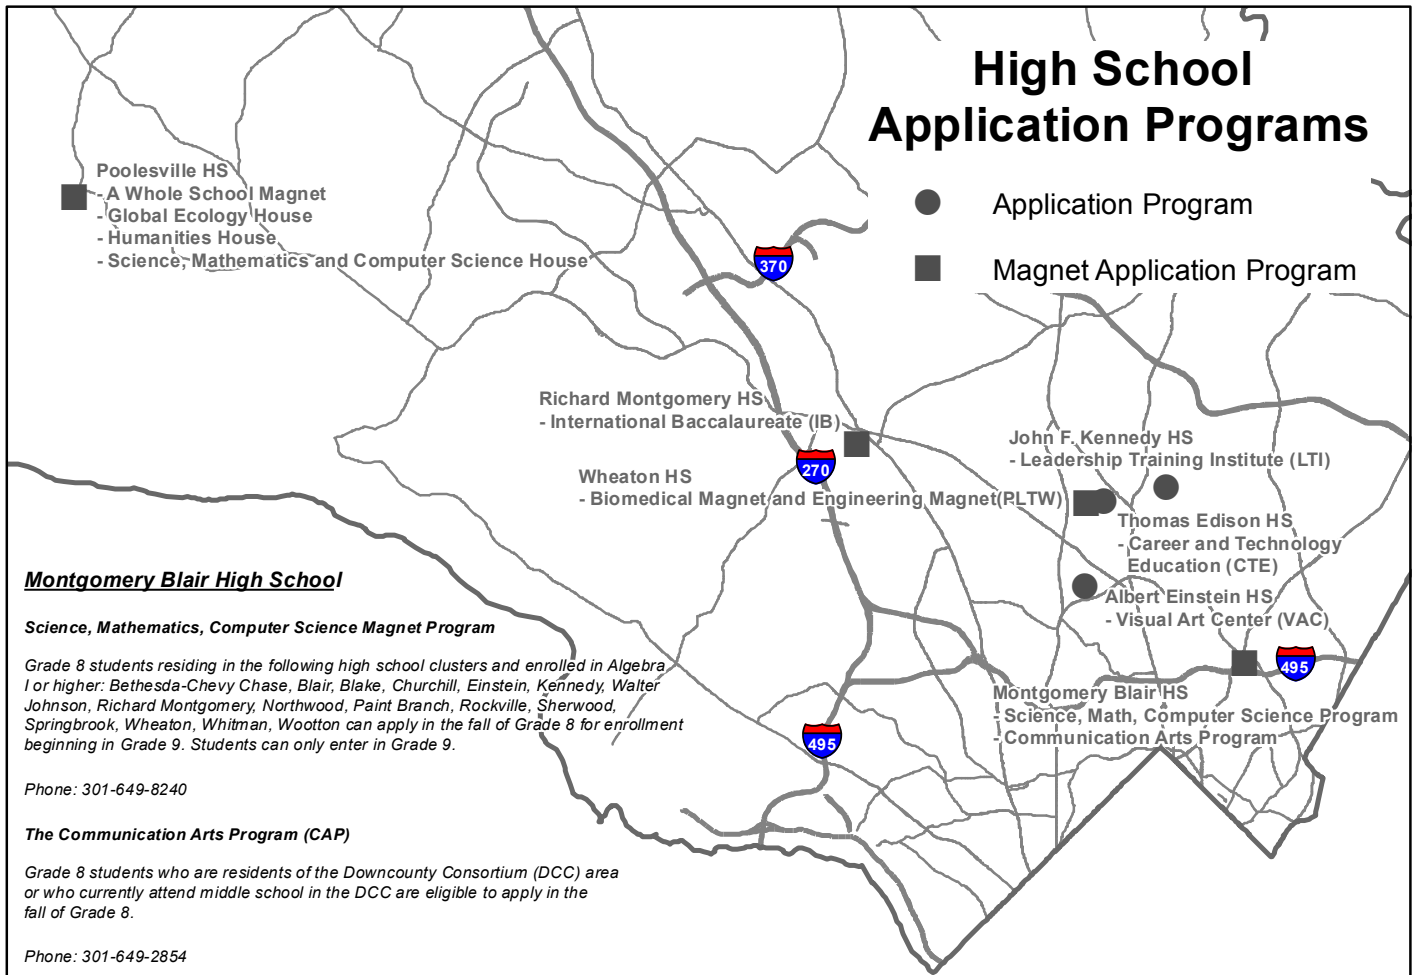 High School
Application Programs
Application Program
Magnet Application Program
Poolesville HS
- A Whole School Magnet
- Global Ecology House
- Humanities House
- Science, Mathematics and Computer Science House
370
Richard Montgomery HS
- International Baccalaureate (IB)
270
Wheaton HS
- Biomedical Magnet and Engineering Magnet(PLTW)
John F. Kennedy HS
- Leadership Training Institute (LTI)
Thomas Edison HS
- Career and Technology
Education (CTE)
Albert Einstein HS
- Visual Art Center (VAC)
495
Montgomery Blair HS
- Science, Math, Computer Science Program
- Communication Arts Program
495
Montgomery Blair High School
Science, Mathematics, Computer Science Magnet Program
Grade 8 students residing in the following high school clusters and enrolled in Algebra
I or higher: Bethesda-Chevy Chase, Blair, Blake, Churchill, Einstein, Kennedy, Walter
Johnson, Richard Montgomery, Northwood, Paint Branch, Rockville, Sherwood,
Springbrook, Wheaton, Whitman, Wootton can apply in the fall of Grade 8 for enrollment
beginning in Grade 9. Students can only enter in Grade 9.
Phone: 301-649-8240
The Communication Arts Program (CAP)
Grade 8 students who are residents of the Downcounty Consortium (DCC) area
or who currently attend middle school in the DCC are eligible to apply in the
fall of Grade 8.
Phone: 301-649-2854